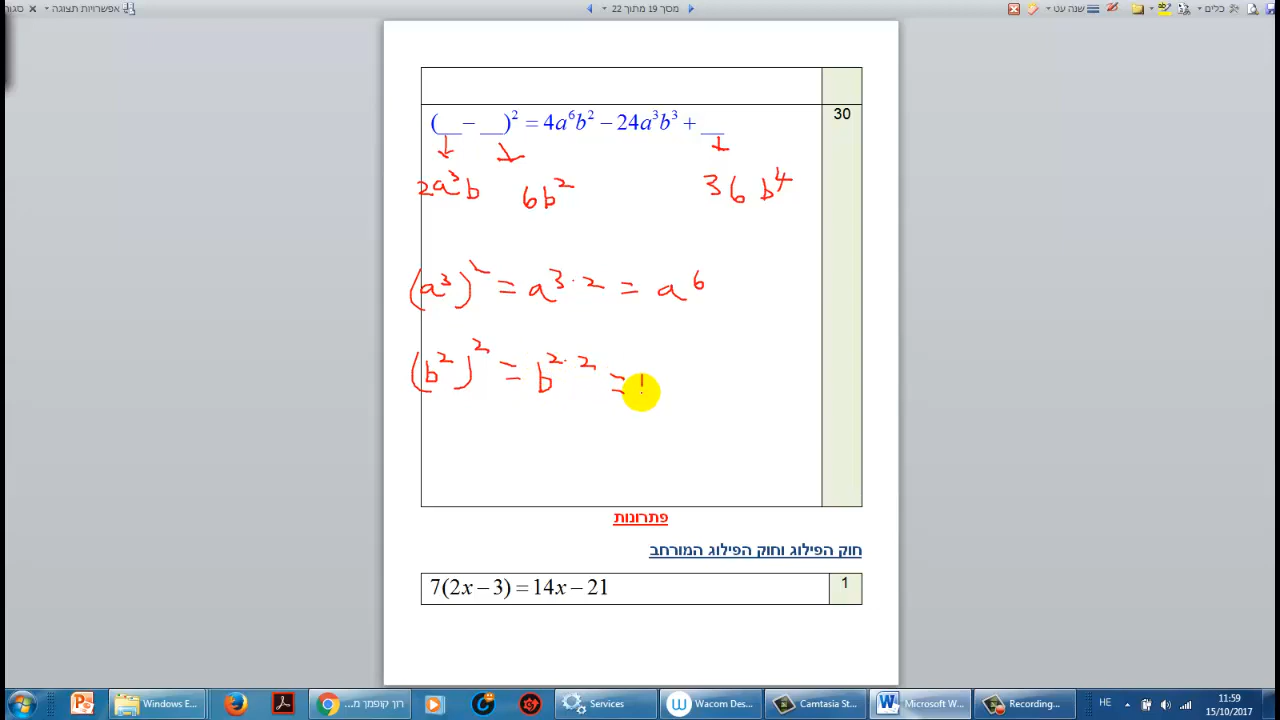 סגור אפשרויות תצוגה מסך 19 מתוך 22 שנה עט כלים
30
(__ − __)² = 4a⁶b² − 24a³b³ + __
2a³b 6b² 36b⁴
(a³)² = a³·² = a⁶
(b²)² = b²·² =
פתרונות
חוק הפילוג וחוק הפילוג המורחב
7(2x − 3) = 14x − 21 1
Windows E... רון קופמן מ... Services Wacom Des... Camtasia St... Microsoft W... Recording... HE 11:59
15/10/2017